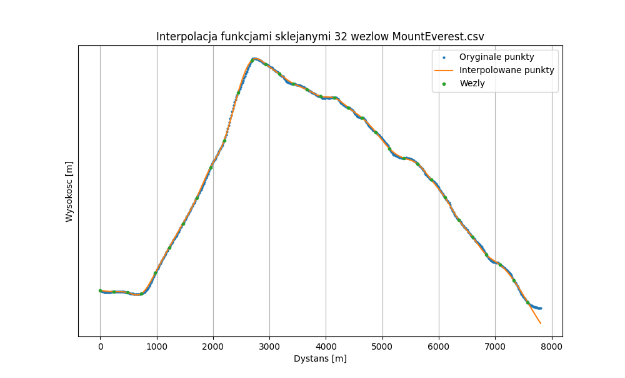 Interpolacja funkcjami sklejanymi 32 wezlow MountEverest.csv
Oryginale punkty
Interpolowane punkty
Wezly
Wysokosc [m]
0 1000 2000 3000 4000 5000 6000 7000 8000
Dystans [m]